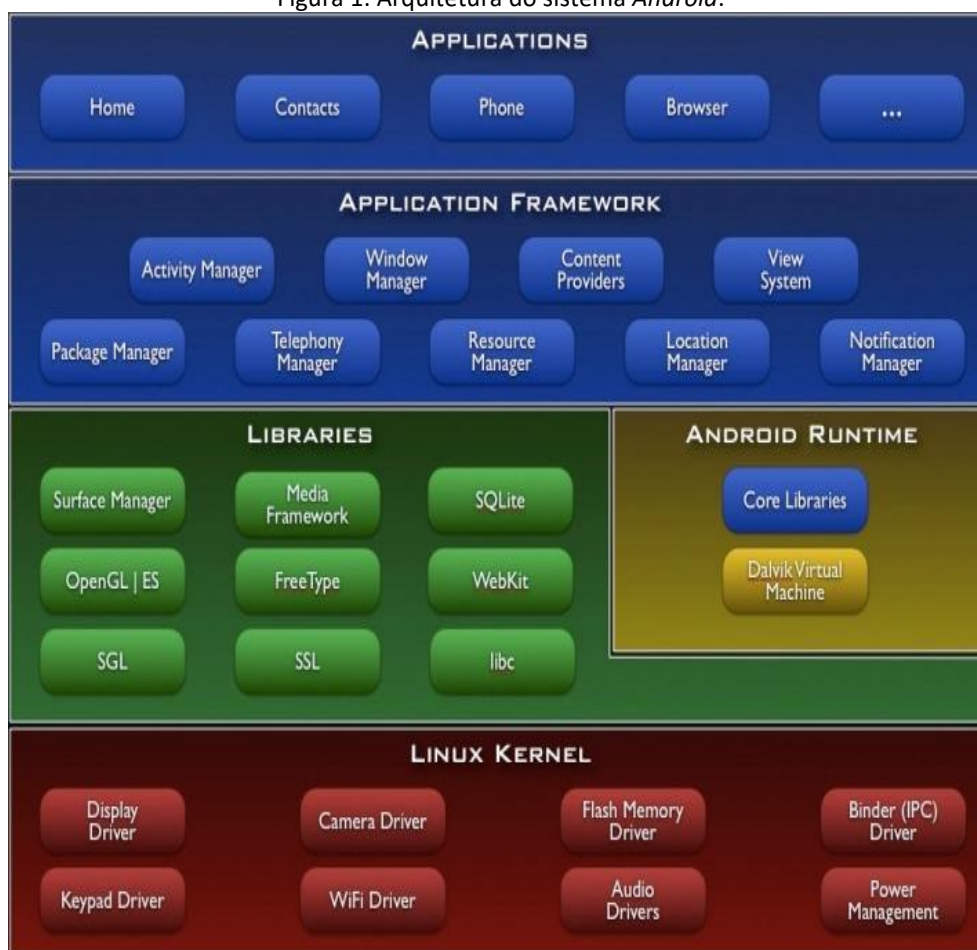 Figura 1: Arquitetura do sistema Android.
APPLICATIONS
Home
Contacts
Phone
Browser
...
APPLICATION FRAMEWORK
Activity Manager
Window
Manager
Content
Providers
View
System
Package Manager
Telephony
Manager
Resource
Manager
Location
Manager
Notification
Manager
LIBRARIES
Surface Manager
Media
Framework
SQLite
OpenGL | ES
FreeType
WebKit
SGL
SSL
libc
ANDROID RUNTIME
Core Libraries
Dalvik Virtual
Machine
LINUX KERNEL
Display
Driver
Camera Driver
Flash Memory
Driver
Binder (IPC)
Driver
Keypad Driver
WiFi Driver
Audio
Drivers
Power
Management